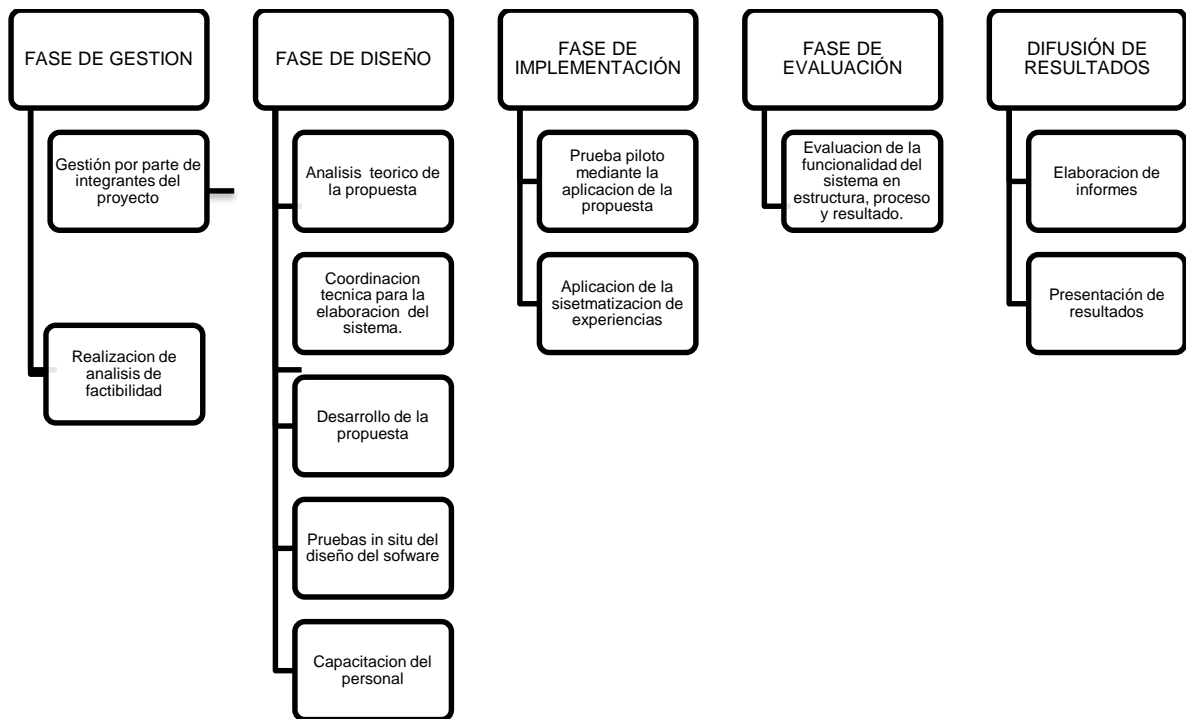 FASE DE GESTION
Gestión por parte de
integrantes del
proyecto
Realizacion de
analisis de
factibilidad
FASE DE DISEÑO
Analisis teorico de
la propuesta
Coordinacion
tecnica para la
elaboracion del
sistema.
Desarrollo de la
propuesta
Pruebas in situ del
diseño del sofware
Capacitacion del
personal
FASE DE
IMPLEMENTACIÓN
Prueba piloto
mediante la
aplicacion de la
propuesta
Aplicacion de la
sisetmatizacion de
experiencias
FASE DE
EVALUACIÓN
Evaluacion de la
funcionalidad del
sistema en
estructura, proceso
y resultado.
DIFUSIÓN DE
RESULTADOS
Elaboracion de
informes
Presentación de
resultados